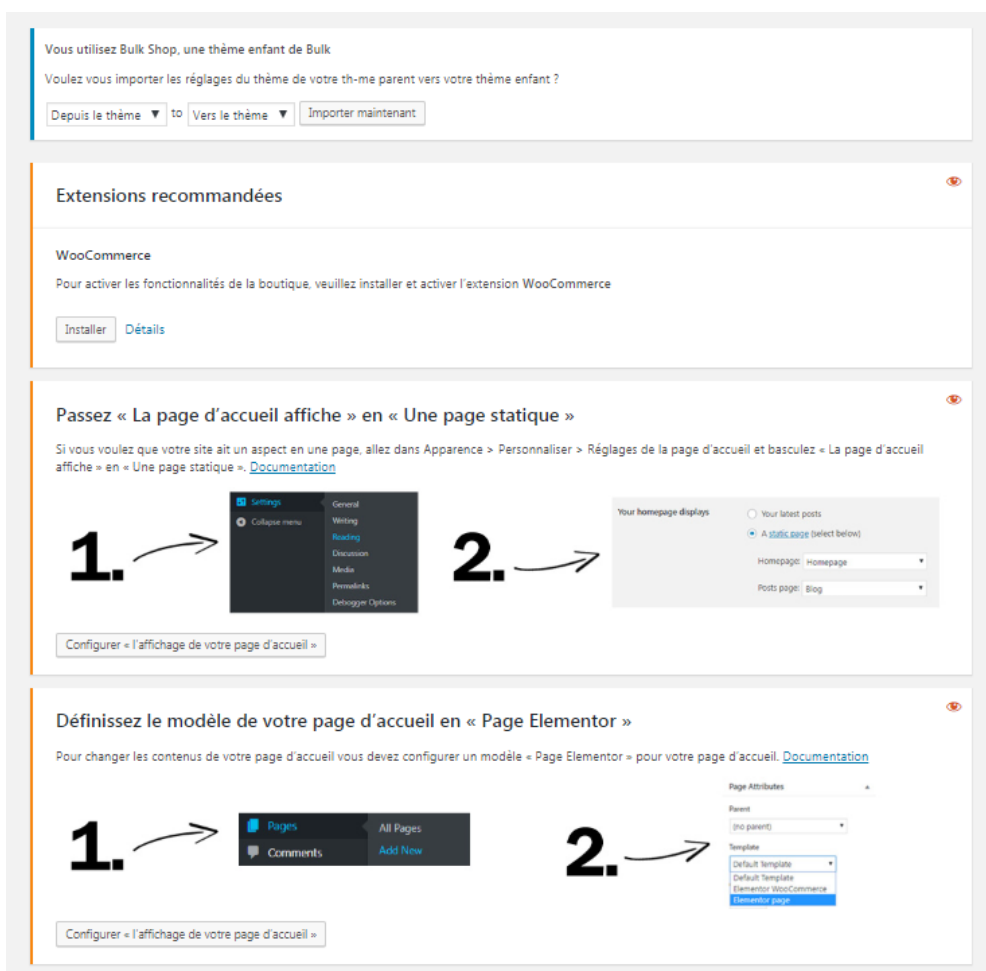 Vous utilisez Bulk Shop, une thème enfant de Bulk
Voulez vous importer les réglages du thème de votre th-me parent vers votre thème enfant ?
Depuis le thème ▼ to Vers le thème ▼ Importer maintenant
Extensions recommandées
WooCommerce
Pour activer les fonctionnalités de la boutique, veuillez installer et activer l'extension WooCommerce
Installer Détails
Passez « La page d'accueil affiche » en « Une page statique »
Si vous voulez que votre site ait un aspect en une page, allez dans Apparence > Personnaliser > Réglages de la page d'accueil et basculez « La page d'accueil
affiche » en « Une page statique ». Documentation
1.
Settings
Collapse menu
General
Writing
Reading
Discussion
Media
Permalinks
Debogger Options
2.
Your homepage displays
Your latest posts
A static page (select below)
Homepage: Homepage
Posts page: Blog
Configurer « l'affichage de votre page d'accueil »
Définissez le modèle de votre page d'accueil en « Page Elementor »
Pour changer les contenus de votre page d'accueil vous devez configurer un modèle « Page Elementor » pour votre page d'accueil. Documentation
1.
Pages
Comments
All Pages
Add New
2.
Page Attributes
Parent
(no parent)
Template
Default Template
Default Template
Elementor WooCommerce
Elementor page
Configurer « l'affichage de votre page d'accueil »